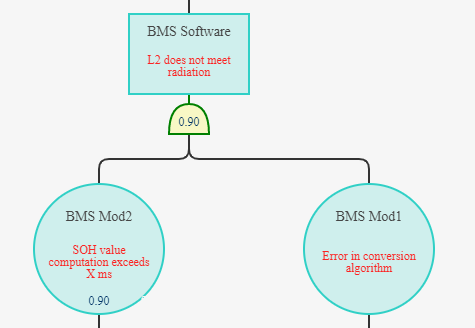 BMS Software
L2 does not meet
radiation
0.90
BMS Mod2
SOH value
computation exceeds
X ms
0.90
BMS Mod1
Error in conversion
algorithm